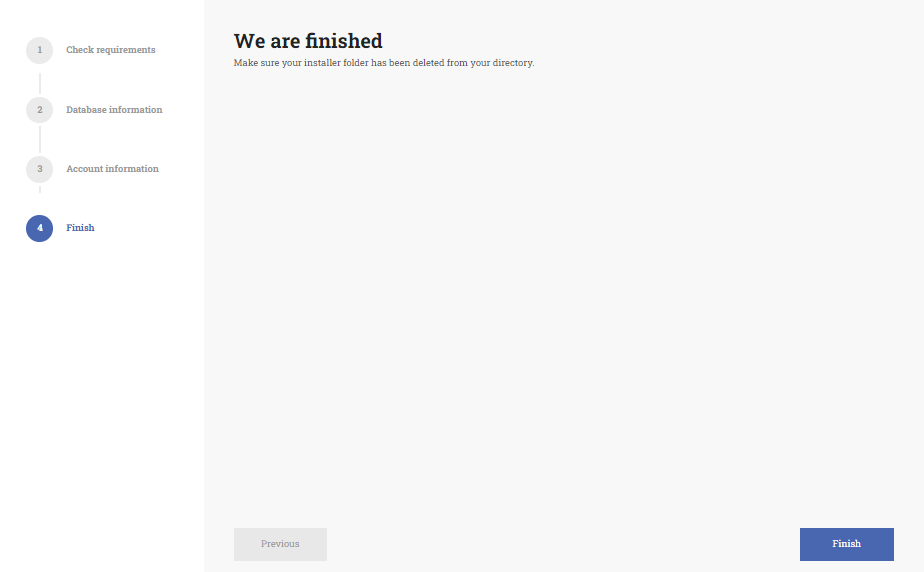 1 Check requirements
2 Database information
3 Account information
4 Finish
We are finished
Make sure your installer folder has been deleted from your directory.
Previous
Finish